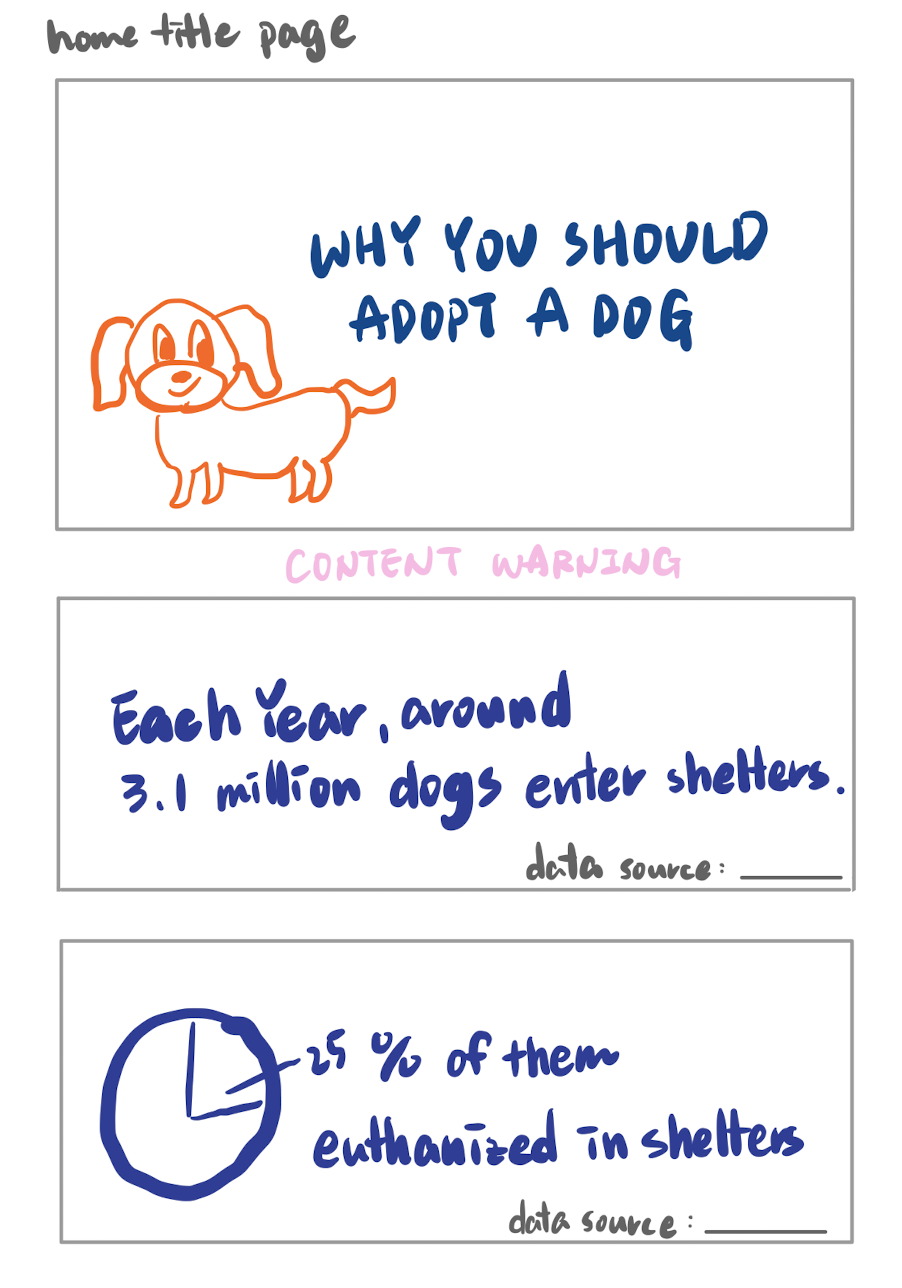 home title page
WHY YOU SHOULD
ADOPT A DOG
CONTENT WARNING
Each Year, around
3.1 million dogs enter shelters.
data source: ______
25 % of them
euthanized in shelters
data source: ______